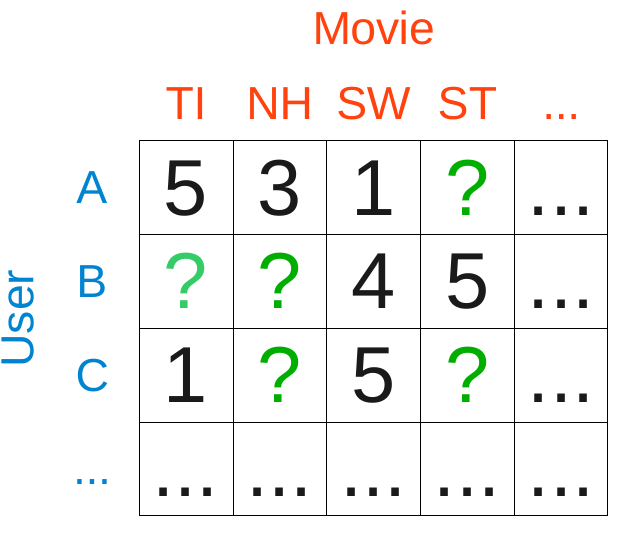 Movie
TI NH SW ST ...
A 5 3 1 ? ...
B ? ? 4 5 ...
User
C 1 ? 5 ? ...
... ... ... ... ... ...